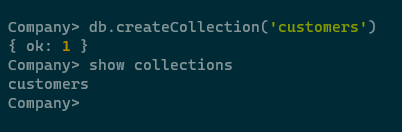 Company> db.createCollection('customers')
{ ok: 1 }
Company> show collections
customers
Company>